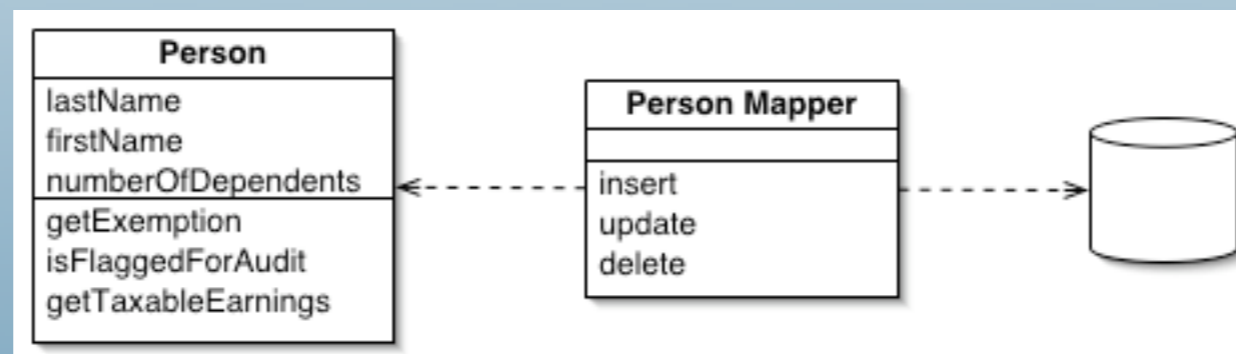 Person
lastName
firstName
numberOfDependents
getExemption
isFlaggedForAudit
getTaxableEarnings
Person Mapper
insert
update
delete